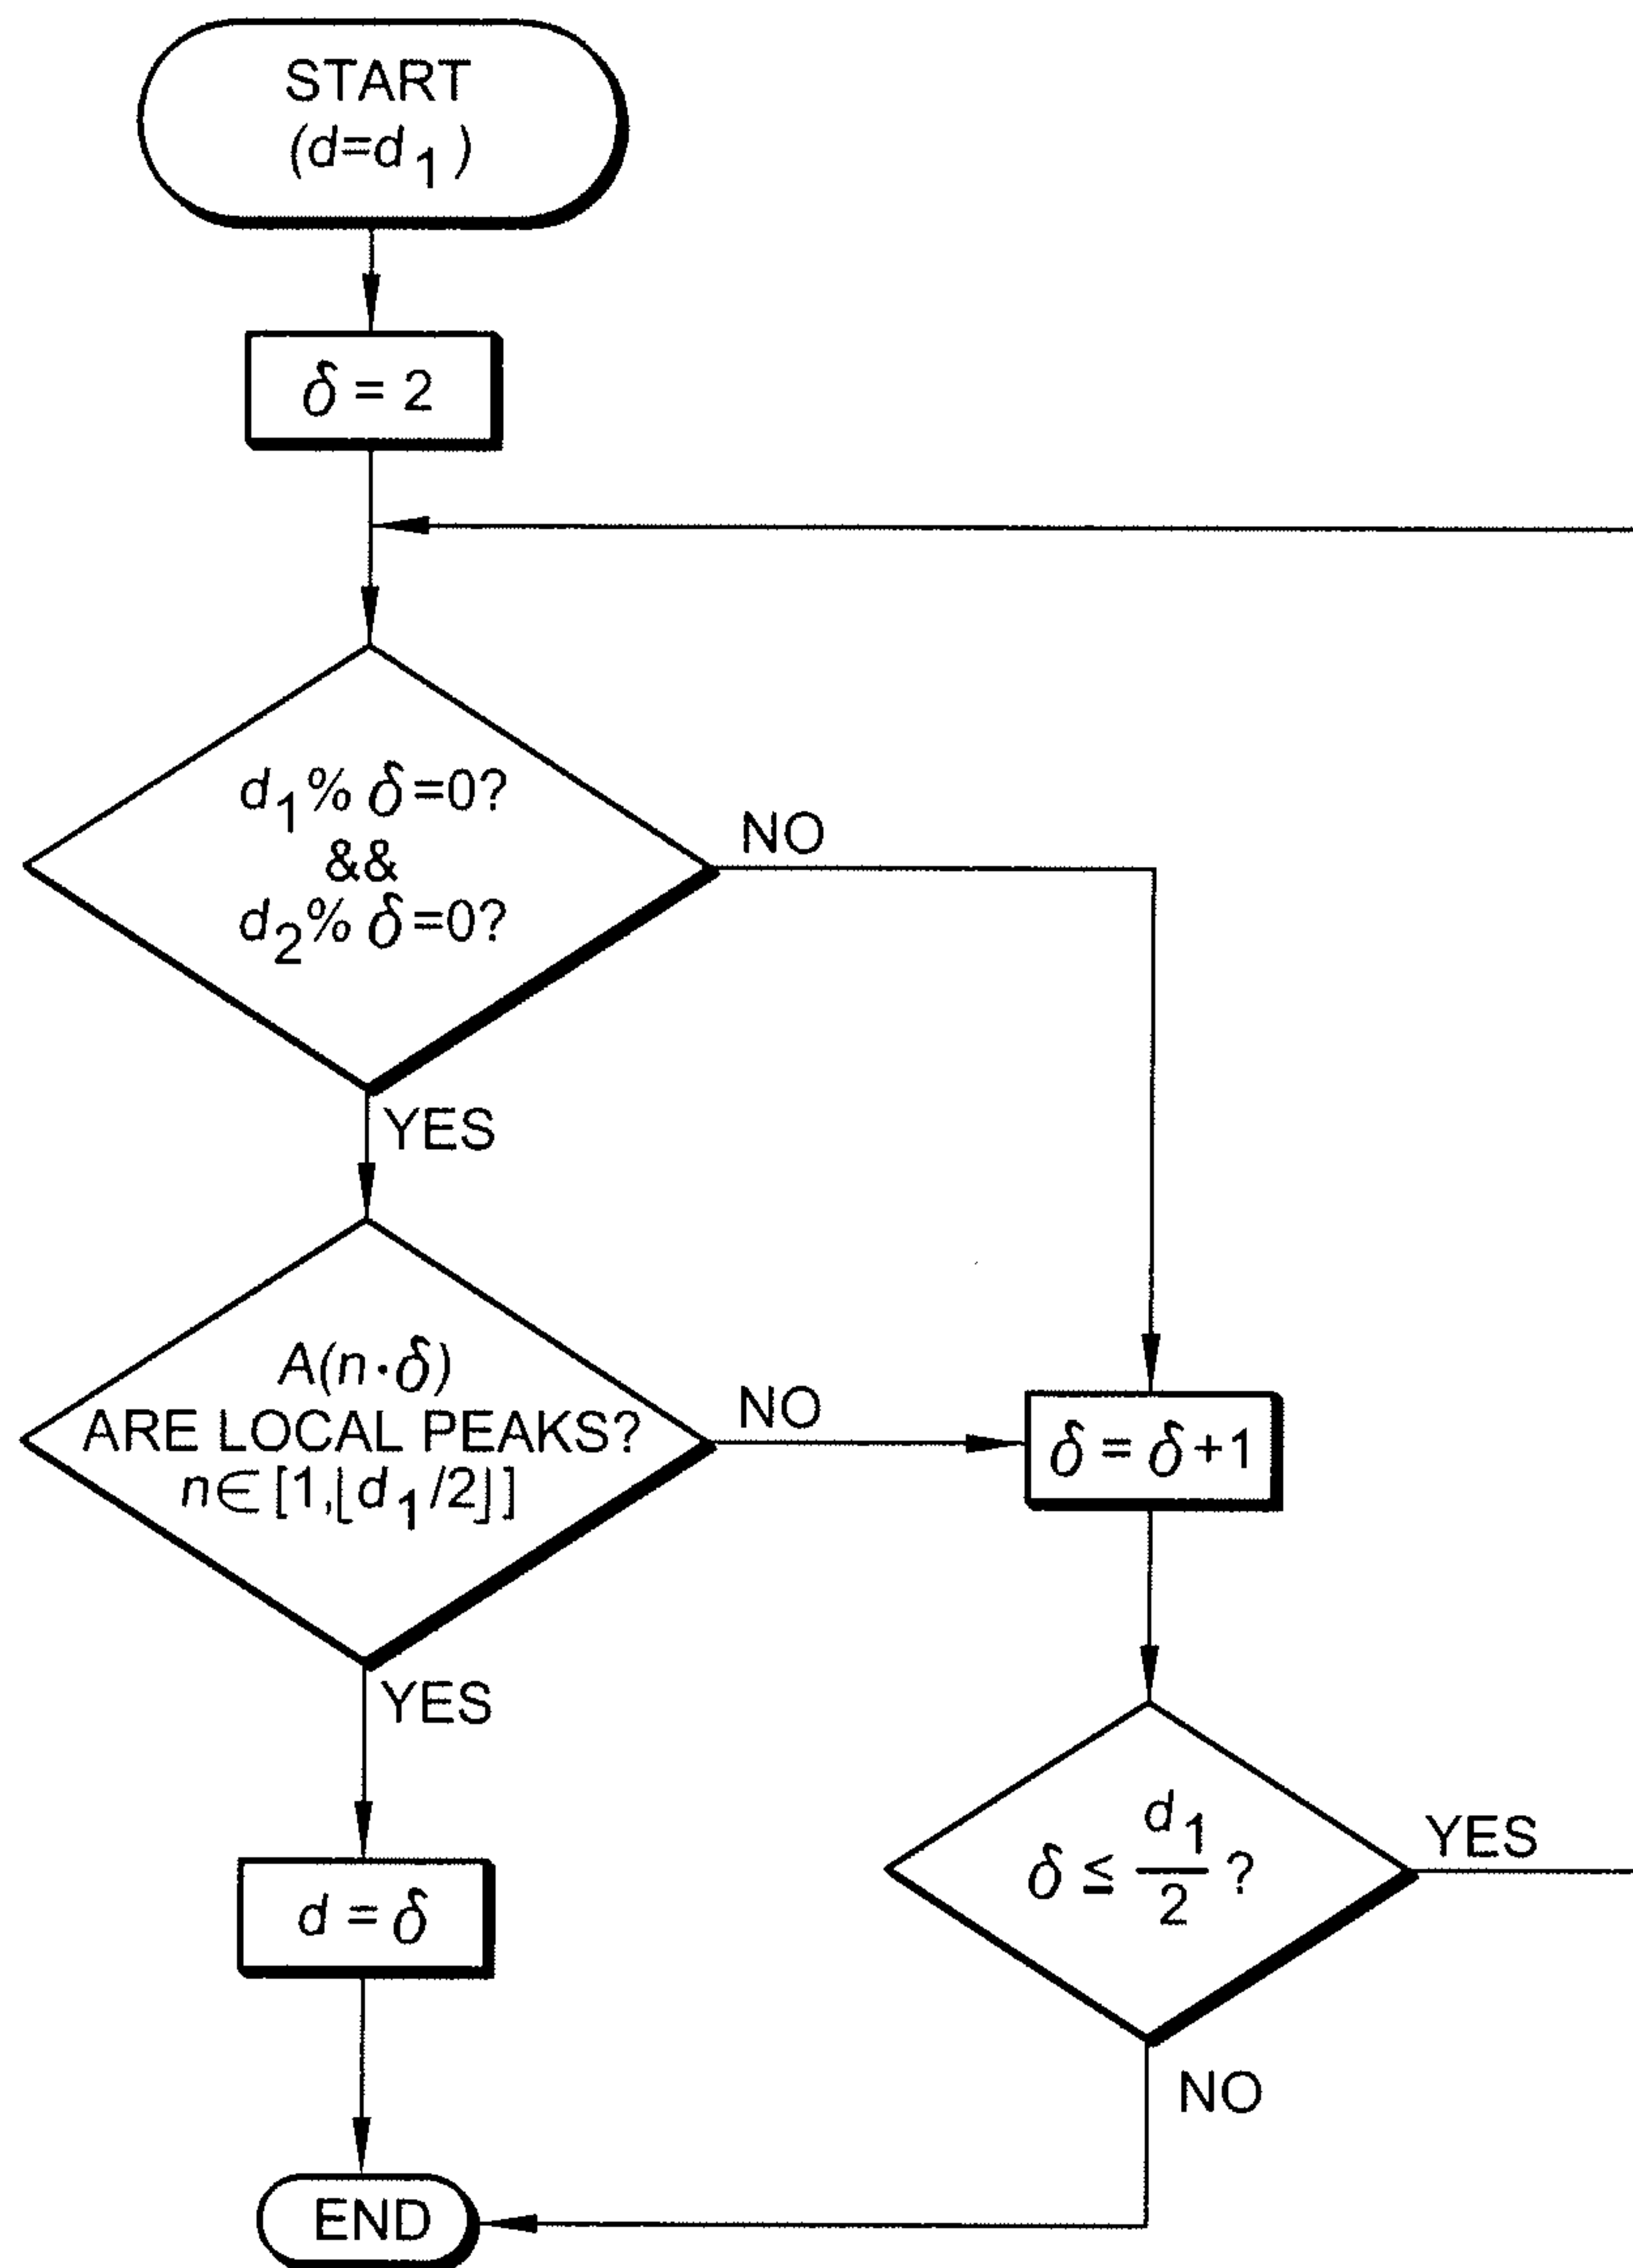 START
(d=d₁)
δ = 2
d₁% δ=0?
&&
d₂% δ=0?
NO
YES
A(n·δ)
ARE LOCAL PEAKS?
n∈[1,⌊d₁/2⌋]
NO
δ = δ+1
YES
d = δ
δ ≤ d₁/2 ?
YES
NO
END